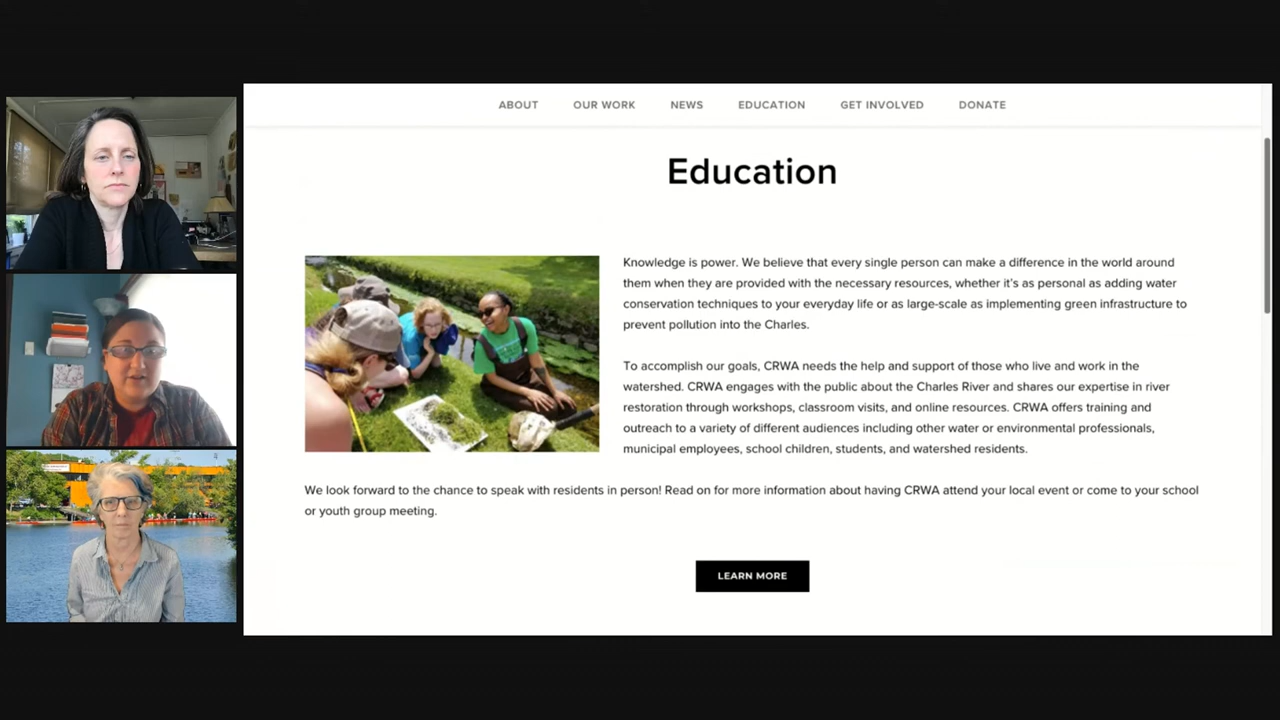 ABOUT OUR WORK NEWS EDUCATION GET INVOLVED DONATE
Education
Knowledge is power. We believe that every single person can make a difference in the world around
them when they are provided with the necessary resources, whether it's as personal as adding water
conservation techniques to your everyday life or as large-scale as implementing green infrastructure to
prevent pollution into the Charles.
To accomplish our goals, CRWA needs the help and support of those who live and work in the
watershed. CRWA engages with the public about the Charles River and shares our expertise in river
restoration through workshops, classroom visits, and online resources. CRWA offers training and
outreach to a variety of different audiences including other water or environmental professionals,
municipal employees, school children, students, and watershed residents.
We look forward to the chance to speak with residents in person! Read on for more information about having CRWA attend your local event or come to your school
or youth group meeting.
LEARN MORE